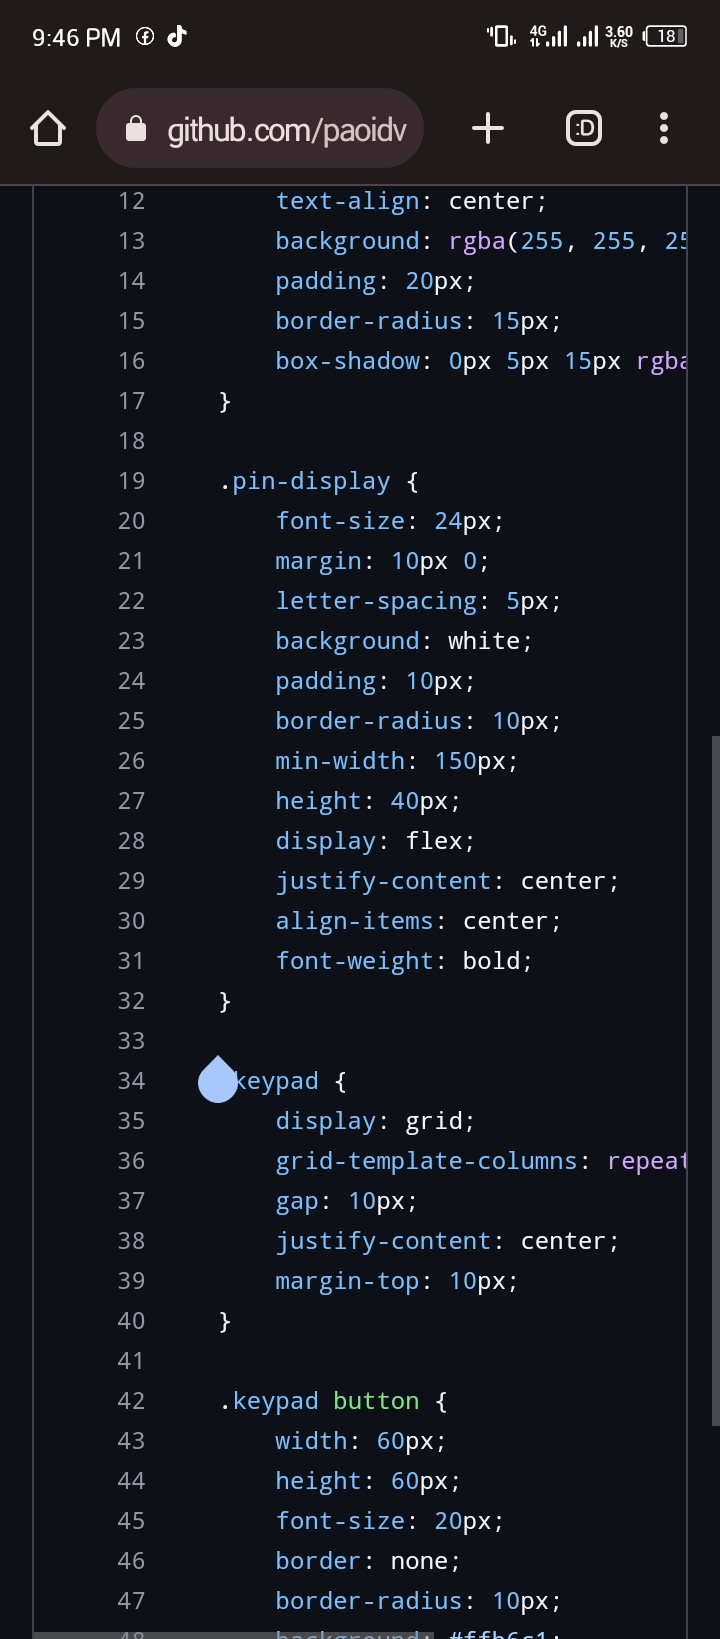 9:46 PM 4G 3.60 K/S 18
github.com/paoidv :D
12 text-align: center;
13 background: rgba(255, 255, 25
14 padding: 20px;
15 border-radius: 15px;
16 box-shadow: 0px 5px 15px rgba
17 }
18
19 .pin-display {
20 font-size: 24px;
21 margin: 10px 0;
22 letter-spacing: 5px;
23 background: white;
24 padding: 10px;
25 border-radius: 10px;
26 min-width: 150px;
27 height: 40px;
28 display: flex;
29 justify-content: center;
30 align-items: center;
31 font-weight: bold;
32 }
33
34 keypad {
35 display: grid;
36 grid-template-columns: repeat
37 gap: 10px;
38 justify-content: center;
39 margin-top: 10px;
40 }
41
42 .keypad button {
43 width: 60px;
44 height: 60px;
45 font-size: 20px;
46 border: none;
47 border-radius: 10px;
48 background: #ffb6c1;